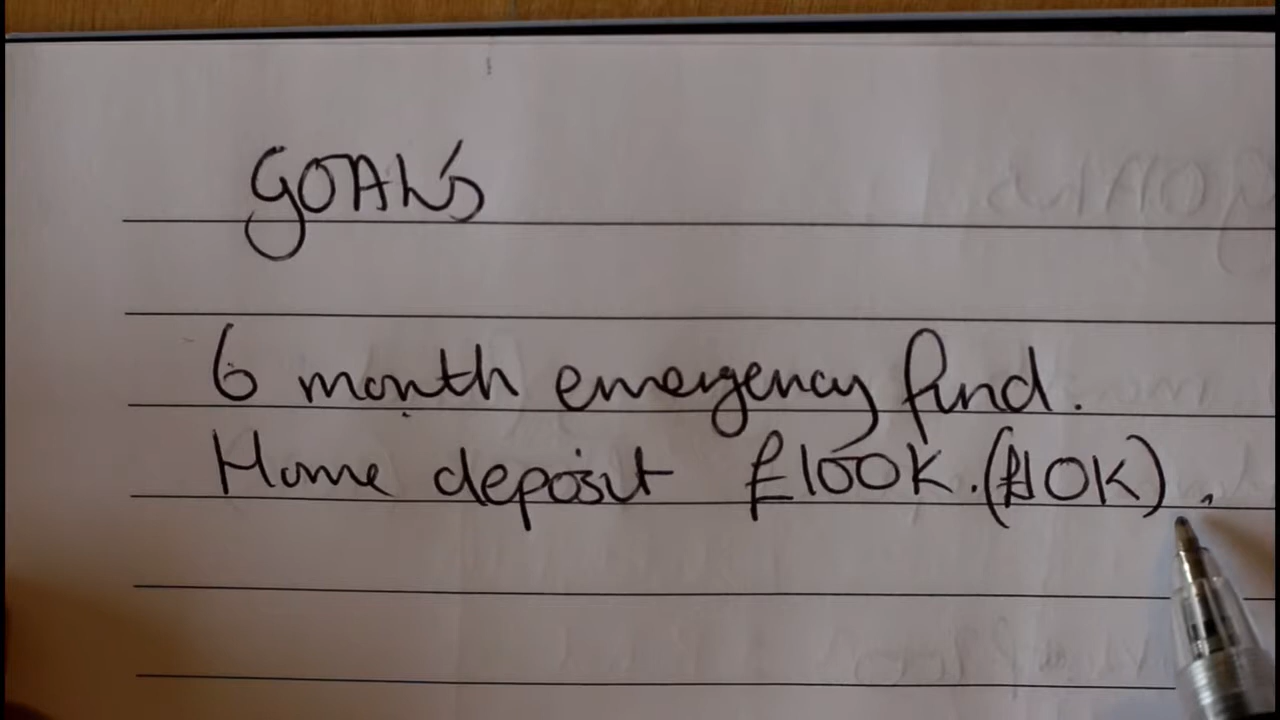 GOALS
6 month emergency fund.
Home deposit £100K. (£10K).